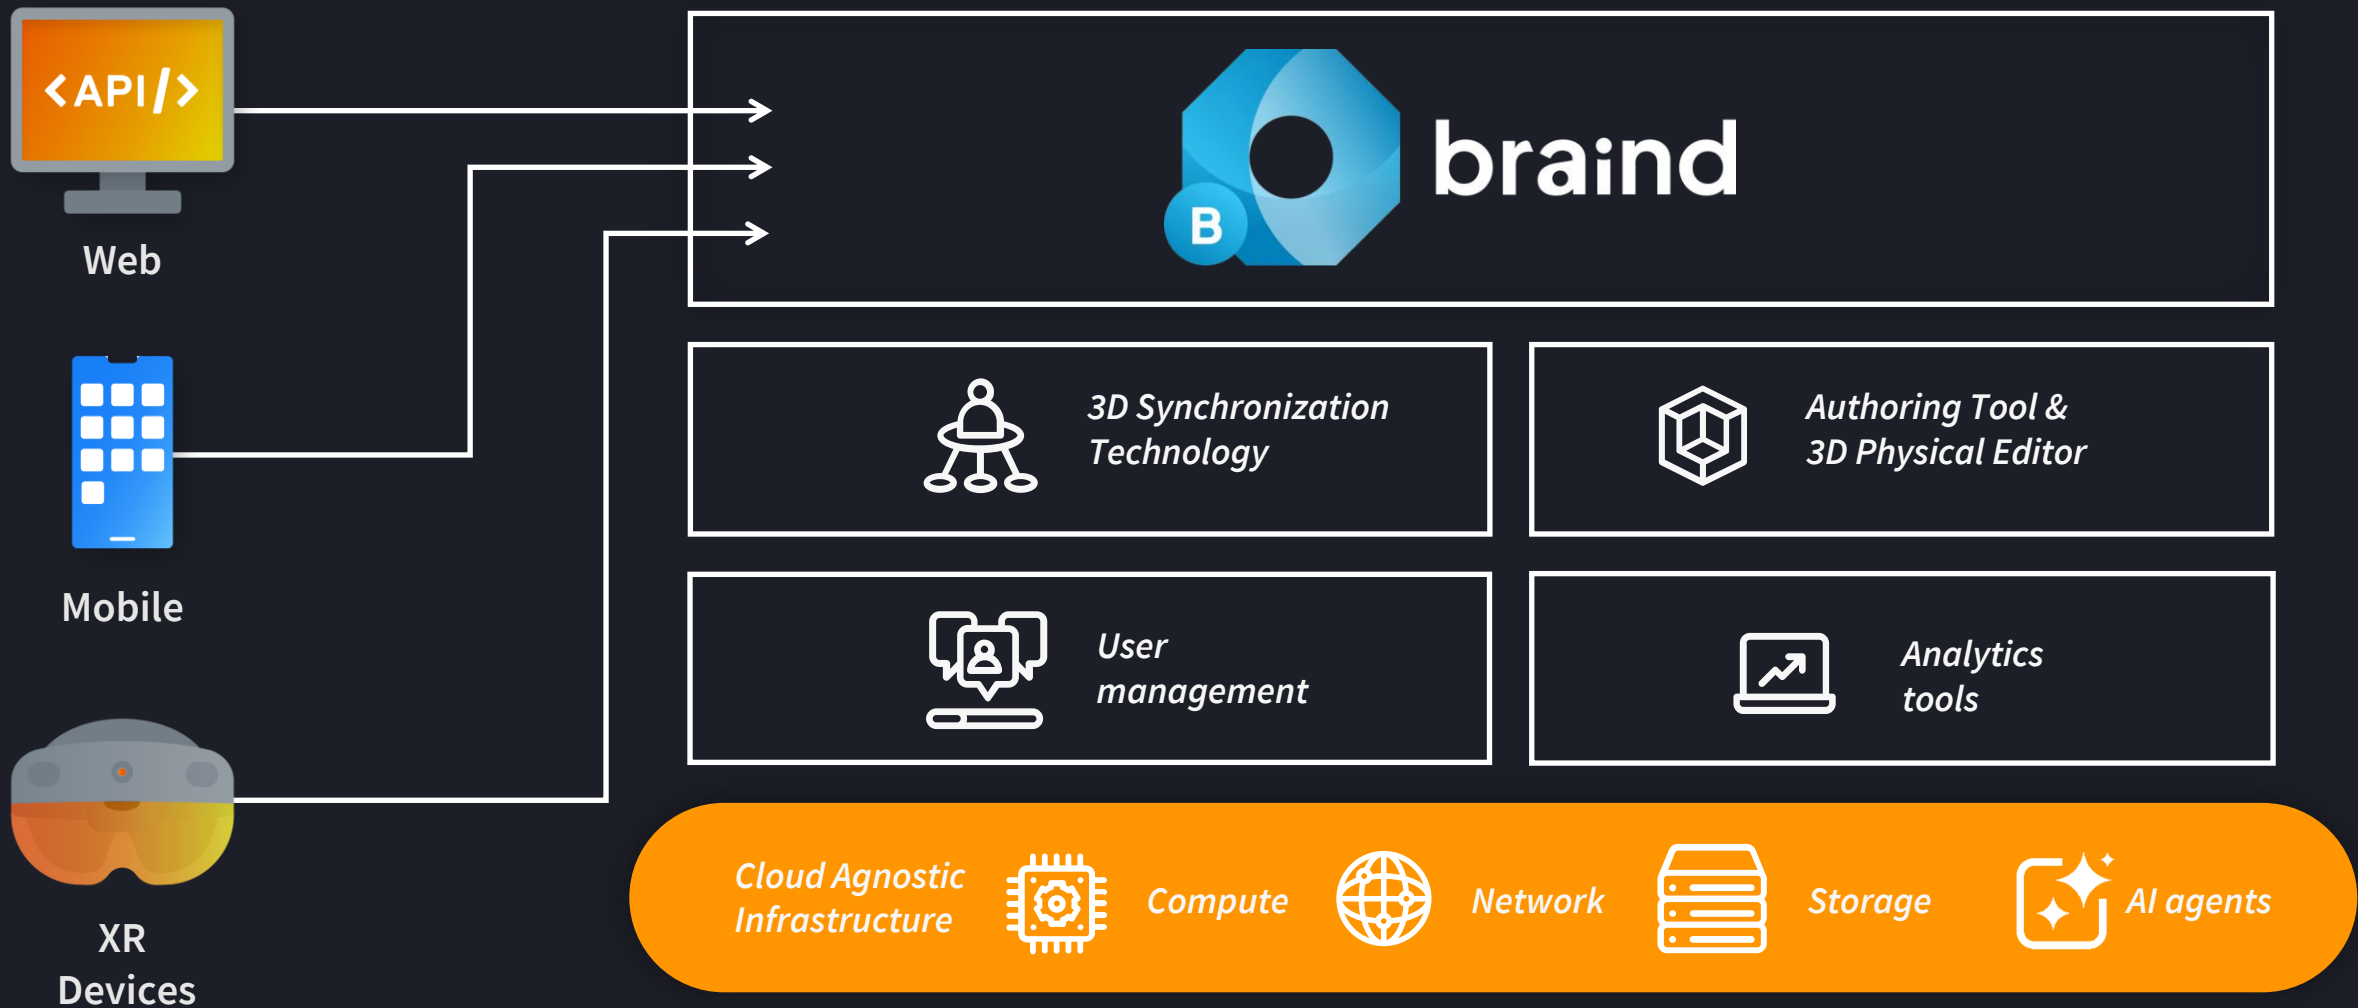 <API/>
Web
Mobile
XR
Devices
B
braind
3D Synchronization
Technology
Authoring Tool &
3D Physical Editor
User
management
Analytics
tools
Cloud Agnostic
Infrastructure
Compute
Network
Storage
AI agents